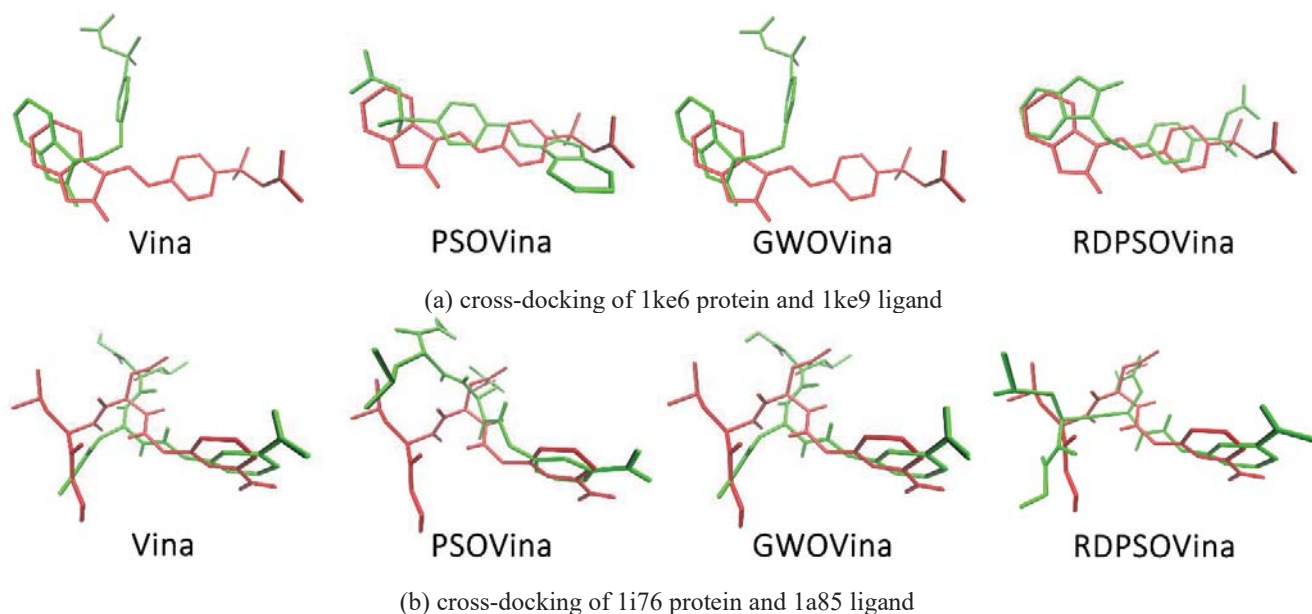 Vina PSOVina GWOVina RDPSOVina
(a) cross-docking of 1ke6 protein and 1ke9 ligand
Vina PSOVina GWOVina RDPSOVina
(b) cross-docking of 1i76 protein and 1a85 ligand